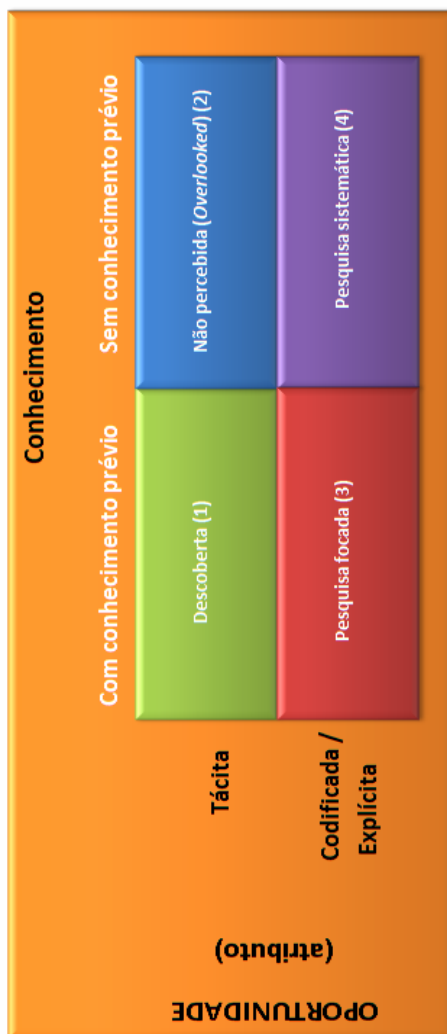 Conhecimento
Com conhecimento prévio
Sem conhecimento prévio
OPORTUNIDADE
(atributo)
Tácita
Descoberta (1)
Não percebida (Overlooked) (2)
Codificada /
Explícita
Pesquisa focada (3)
Pesquisa sistemática (4)